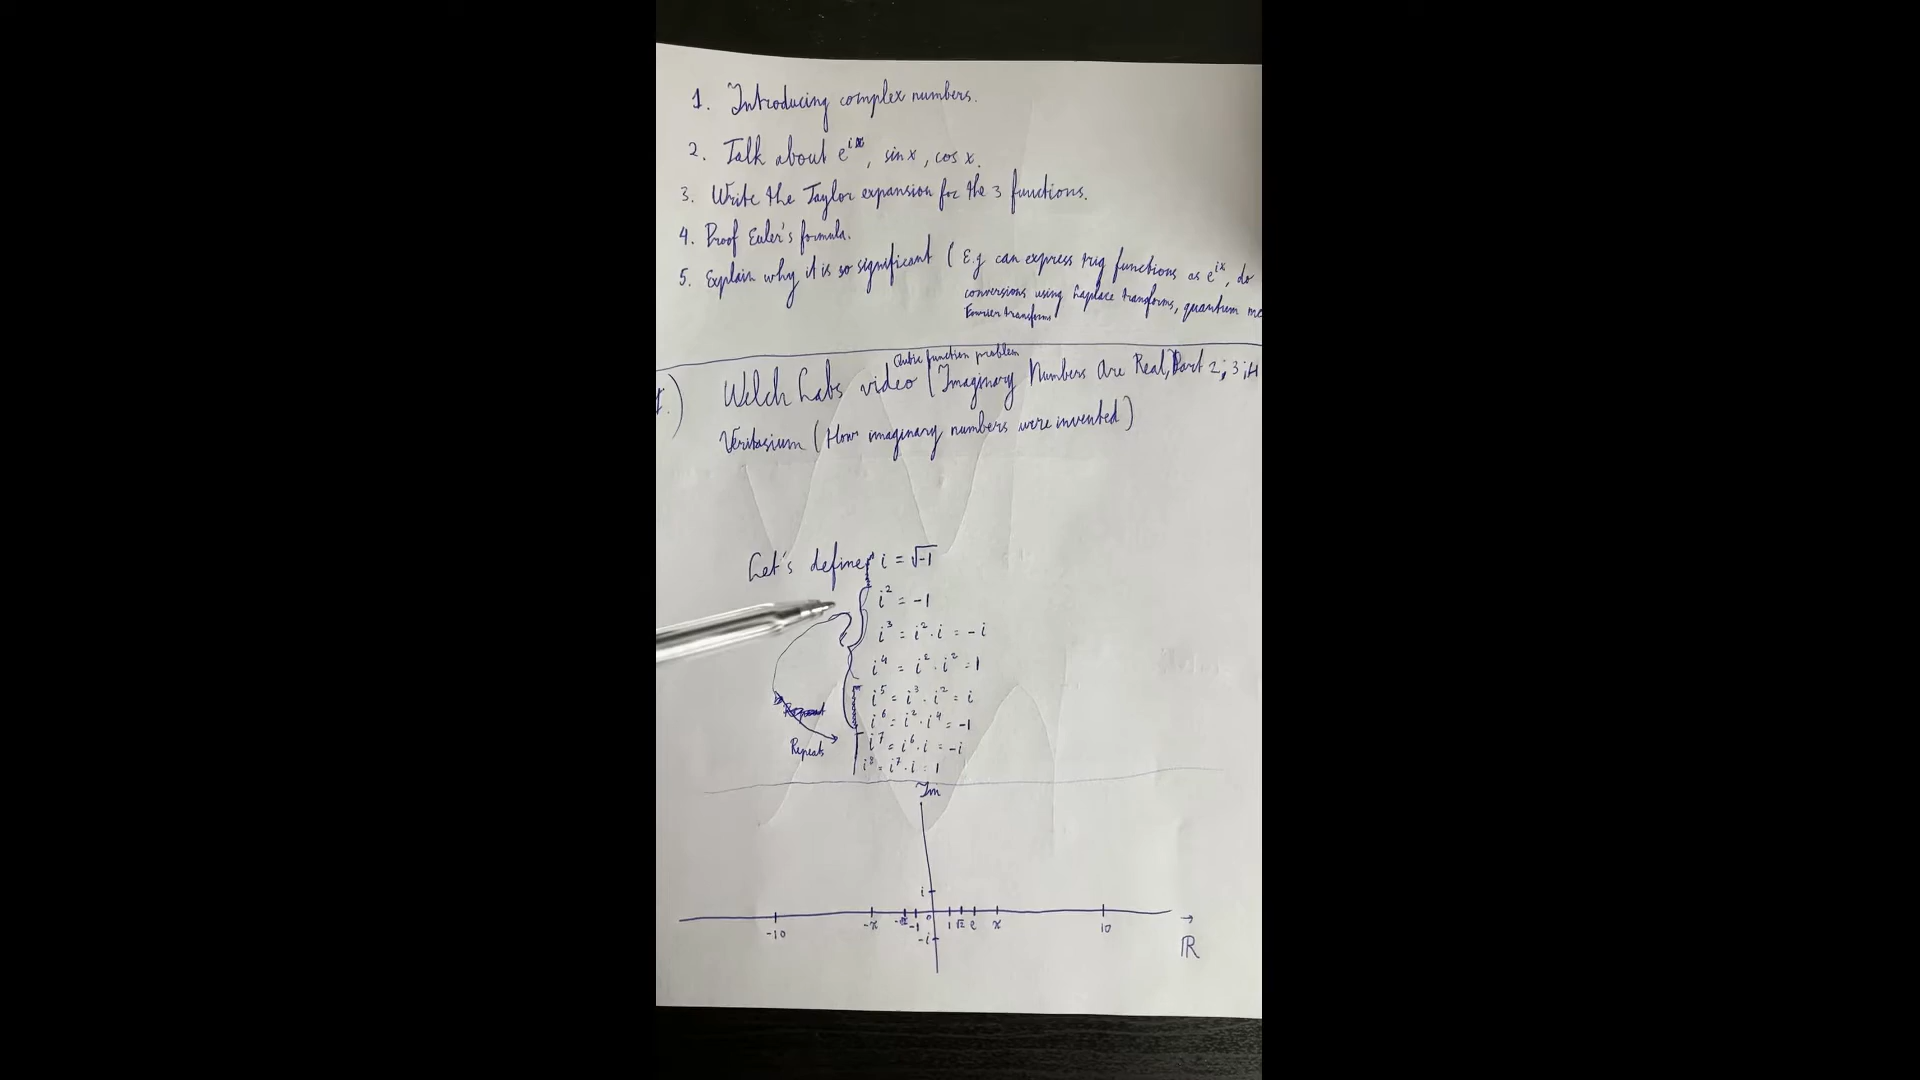 1. Introducing complex numbers.
2. Talk about e^ix, sin x, cos x.
3. Write the Taylor expansion for the 3 functions.
4. Proof Euler's formula.
5. Explain why it is so significant (E.g can express trig functions as e^ix, do
conversions using Laplace transforms, quantum me
Fourier transforms
I.)
function problem
Welch Labs video (Imaginary Numbers Are Real, Part 2; 3; 4
Veritasium (How imaginary numbers were invented)
Let's define i = √-1
i² = -1
i³ = i² · i = -i
i⁴ = i² · i² = 1
i⁵ = i³ · i² = i
i⁶ = i² · i⁴ = -1
i⁷ = i⁶ · i = -i
Repeats
i⁸ = i⁷ · i = 1
Im
i
-10 -π -1 0 1 √2 e π 10
-i
ℝ